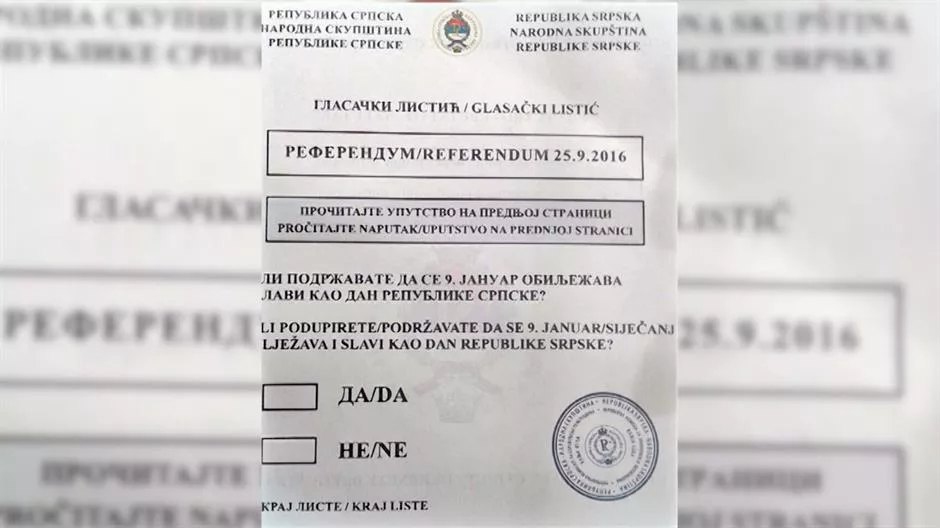 РЕПУБЛИКА СРПСКА
НАРОДНА СКУПШТИНА
РЕПУБЛИКЕ СРПСКЕ
REPUBLIKA SRPSKA
NARODNA SKUPŠTINA
REPUBLIKE SRPSKE
ГЛАСАЧКИ ЛИСТИЋ / GLASAČKI LISTIĆ
РЕФЕРЕНДУМ/REFERENDUM 25.9.2016
ПРОЧИТАЈТЕ УПУТСТВО НА ПРЕДЊОЈ СТРАНИЦИ
PROČITAJTE NAPUTAK/UPUTSTVO NA PREDNJOJ STRANICI
ЛИ ПОДРЖАВАТЕ ДА СЕ 9. ЈАНУАР ОБИЉЕЖАВА
ЛАВИ КАО ДАН РЕПУБЛИКЕ СРПСКЕ?
LI PODUPIRETE/PODRŽAVATE DA SE 9. JANUAR/SIJEČANJ
LJEŽAVA I SLAVI KAO DAN REPUBLIKE SRPSKE?
ДА/DA
НЕ/NE
КРАЈ ЛИСТЕ / KRAJ LISTE